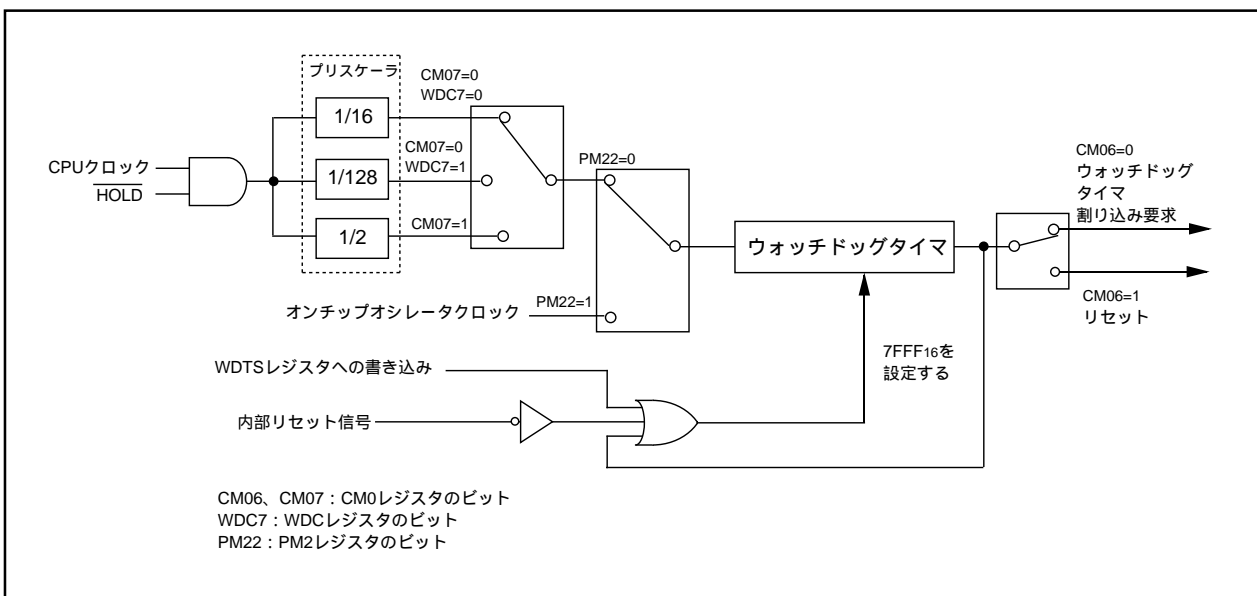 プリスケーラ
CM07=0
WDC7=0
1/16
CM07=0
WDC7=1
1/128
CM07=1
1/2
CPUクロック
HOLD
PM22=0
PM22=1
オンチップオシレータクロック
ウォッチドッグタイマ
CM06=0
ウォッチドッグ
タイマ
割り込み要求
CM06=1
リセット
7FFF16を
設定する
WDTSレジスタへの書き込み
内部リセット信号
CM06、CM07：CM0レジスタのビット
WDC7：WDCレジスタのビット
PM22：PM2レジスタのビット